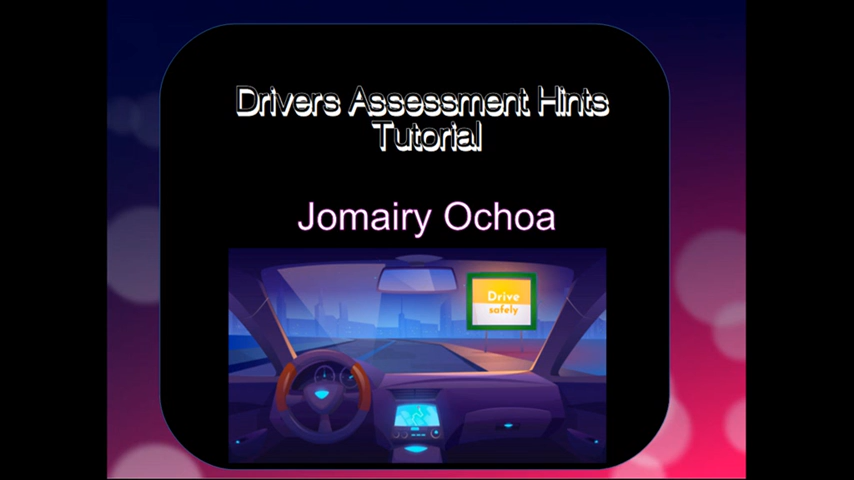 Drivers Assessment Hints
Tutorial
Jomairy Ochoa
Drive
safely